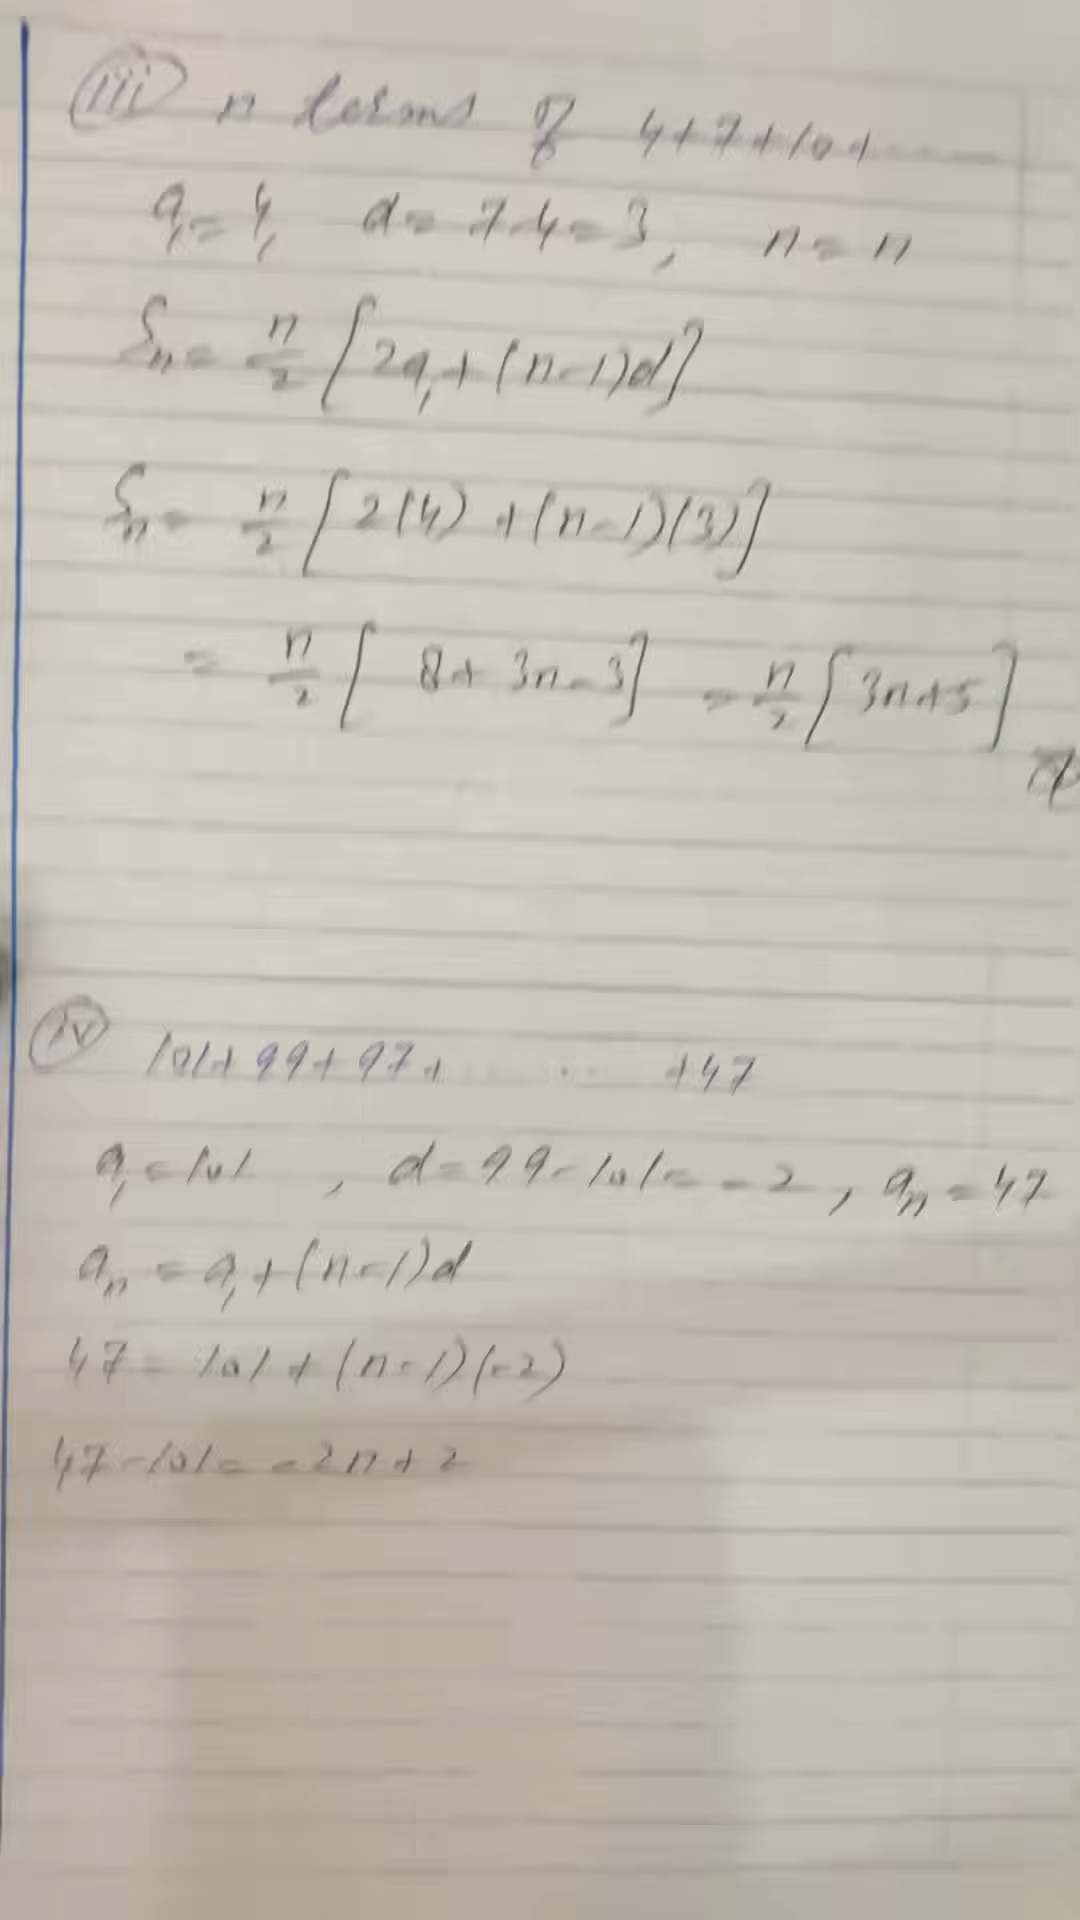 (iii) n terms of 4+7+10+......
a₁=4, d=7-4=3, n=n
Sₙ= n/2 [2a₁+(n-1)d]
Sₙ= n/2 [2(4)+(n-1)(3)]
= n/2 [8+3n-3] = n/2 [3n+5]
(iv) 101+99+97+...... +47
a₁=101, d=99-101=-2, aₙ=47
aₙ=a₁+(n-1)d
47=101+(n-1)(-2)
47-101=-2n+2